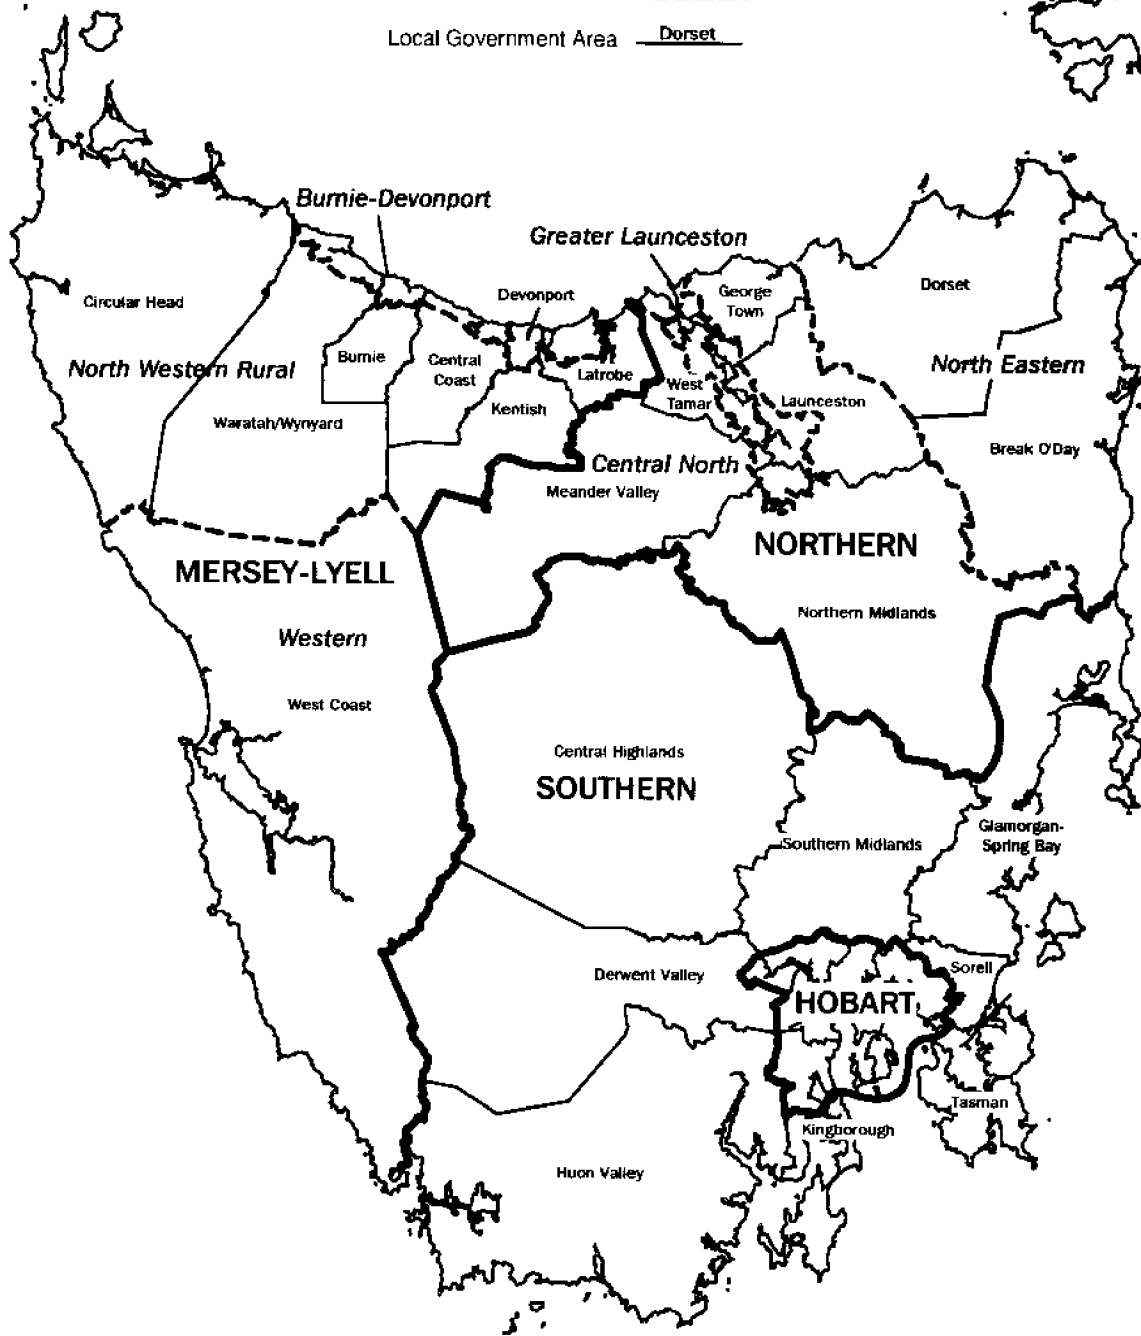 Local Government Area Dorset
Burnie-Devonport
Greater Launceston
Devonport
George
Town
Dorset
Circular Head
North Western Rural
Burnie
Central
Coast
Latrobe
West
Tamar
Launceston
North Eastern
Kentish
Waratah/Wynyard
Break O'Day
Central North
Meander Valley
NORTHERN
MERSEY-LYELL
Northern Midlands
Western
West Coast
Central Highlands
SOUTHERN
Southern Midlands
Glamorgan-
Spring Bay
Derwent Valley
Sorell
HOBART
Tasman
Kingborough
Huon Valley